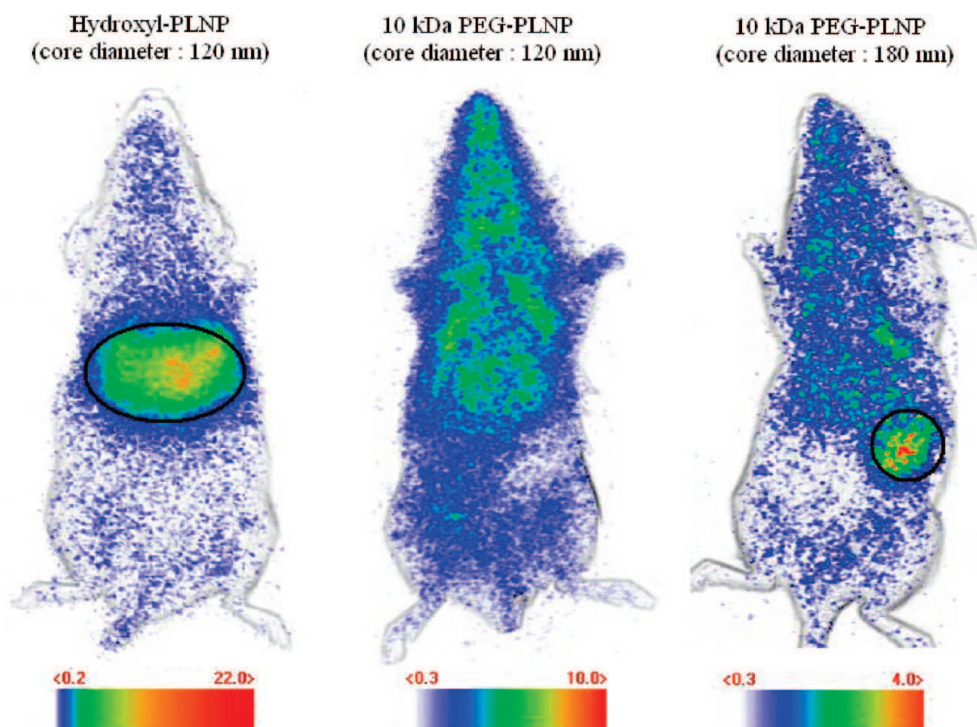 Hydroxyl-PLNP
(core diameter : 120 nm)
10 kDa PEG-PLNP
(core diameter : 120 nm)
10 kDa PEG-PLNP
(core diameter : 180 nm)
<0.2 22.0>
<0.3 10.0>
<0.3 4.0>